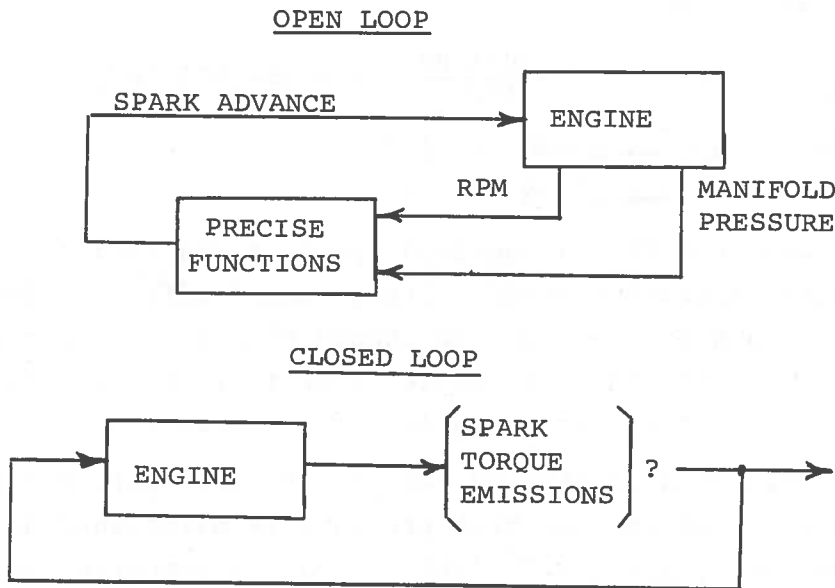 OPEN LOOP
SPARK ADVANCE
ENGINE
RPM
MANIFOLD
PRESSURE
PRECISE
FUNCTIONS
CLOSED LOOP
ENGINE
SPARK
TORQUE
EMISSIONS
?